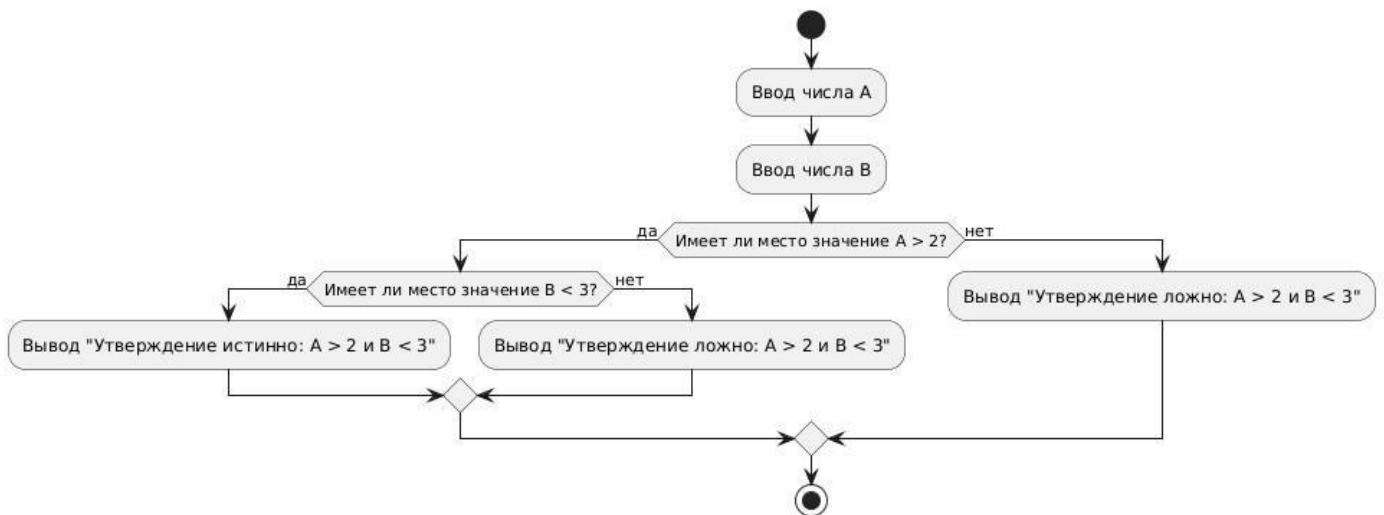 Ввод числа A
Ввод числа B
да
Имеет ли место значение A > 2?
нет
да
Имеет ли место значение B < 3?
нет
Вывод "Утверждение ложно: A > 2 и B < 3"
Вывод "Утверждение истинно: A > 2 и B < 3"
Вывод "Утверждение ложно: A > 2 и B < 3"